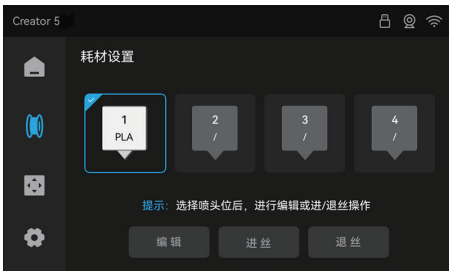 Creator 5
耗材设置
1 2 3 4
PLA / / /
提示：选择喷头位后，进行编辑或进/退丝操作
编辑 进丝 退丝